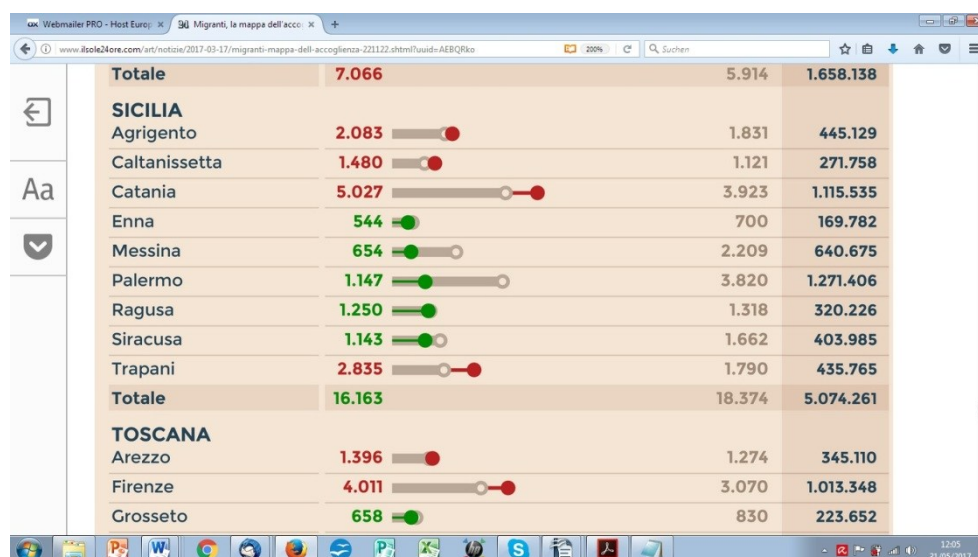 Webmailer PRO - Host Europ
Migranti, la mappa dell'acco
www.ilsole24ore.com/art/notizie/2017-03-17/migranti-mappa-dell-accoglienza-221122.shtml?uuid=AEBQRko
200%
Suchen
Totale 7.066 5.914 1.658.138
SICILIA
Agrigento 2.083 1.831 445.129
Caltanissetta 1.480 1.121 271.758
Aa
Catania 5.027 3.923 1.115.535
Enna 544 700 169.782
Messina 654 2.209 640.675
Palermo 1.147 3.820 1.271.406
Ragusa 1.250 1.318 320.226
Siracusa 1.143 1.662 403.985
Trapani 2.835 1.790 435.765
Totale 16.163 18.374 5.074.261
TOSCANA
Arezzo 1.396 1.274 345.110
Firenze 4.011 3.070 1.013.348
Grosseto 658 830 223.652
12:05